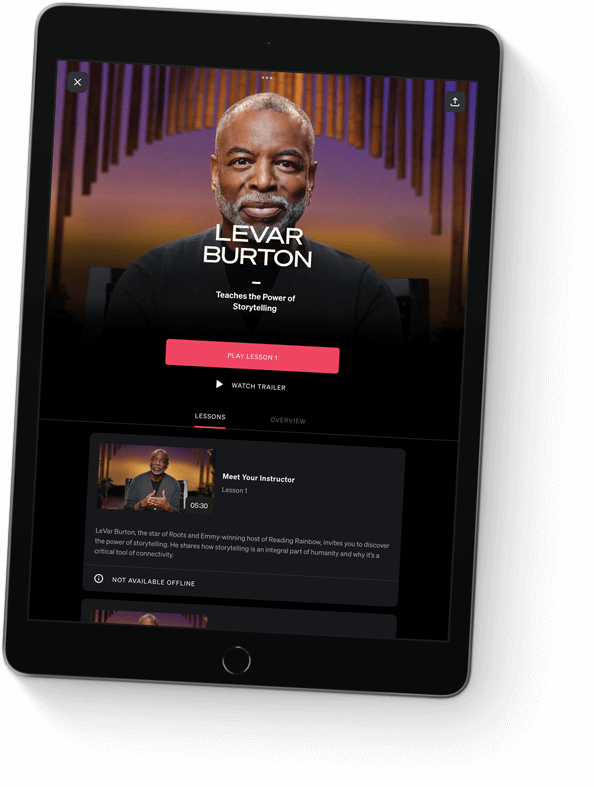 LEVAR
BURTON
Teaches the Power of
Storytelling
PLAY LESSON 1
WATCH TRAILER
LESSONS
OVERVIEW
05:30
Meet Your Instructor
Lesson 1
LeVar Burton, the star of Roots and Emmy-winning host of Reading Rainbow, invites you to discover
the power of storytelling. He shares how storytelling is an integral part of humanity and why it's a
critical tool of connectivity.
NOT AVAILABLE OFFLINE